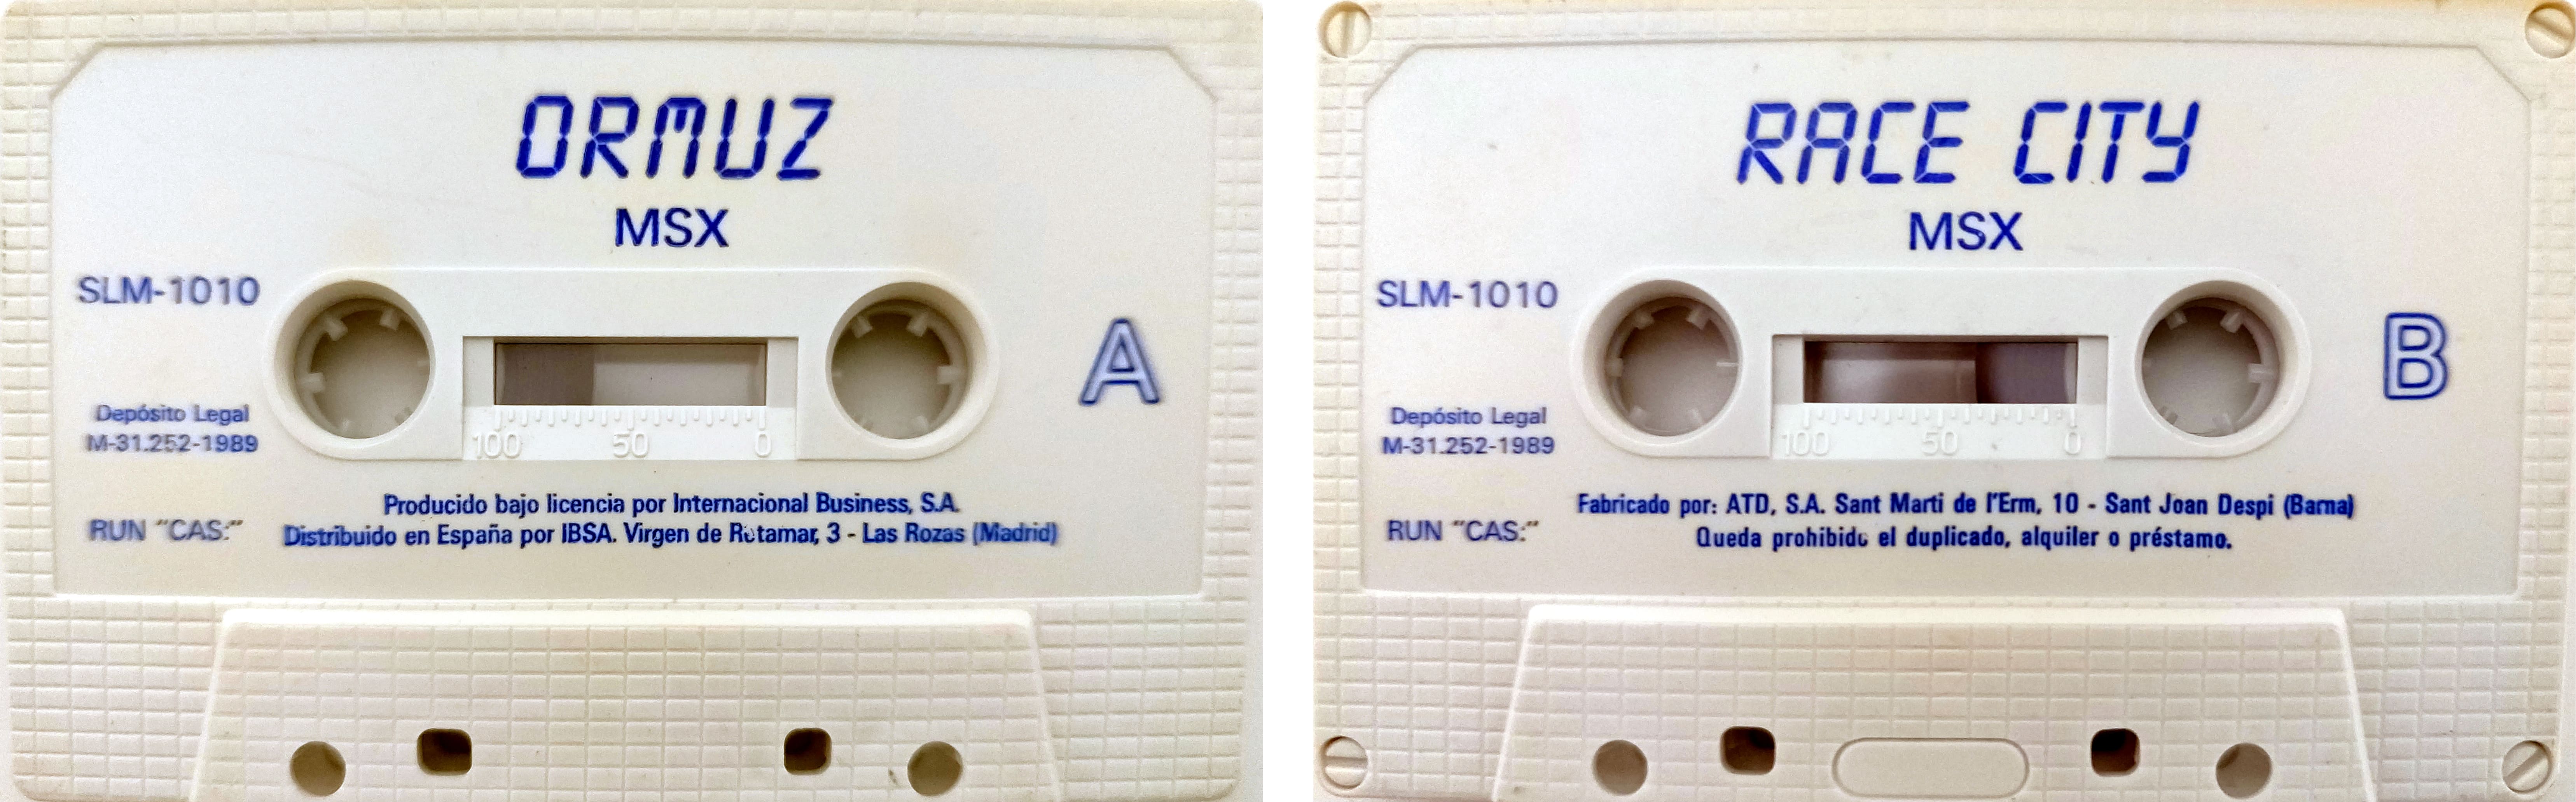 ORMUZ
MSX
SLM-1010
A
100 50 0
Depósito Legal
M-31.252-1989
Producido bajo licencia por Internacional Business, S.A.
RUN "CAS:"
Distribuido en España por IBSA. Virgen de Retamar, 3 - Las Rozas (Madrid)
RACE CITY
MSX
SLM-1010
B
100 50 0
Depósito Legal
M-31.252-1989
Fabricado por: ATD, S.A. Sant Marti de l'Erm, 10 - Sant Joan Despi (Barna)
RUN "CAS:"
Queda prohibido el duplicado, alquiler o préstamo.